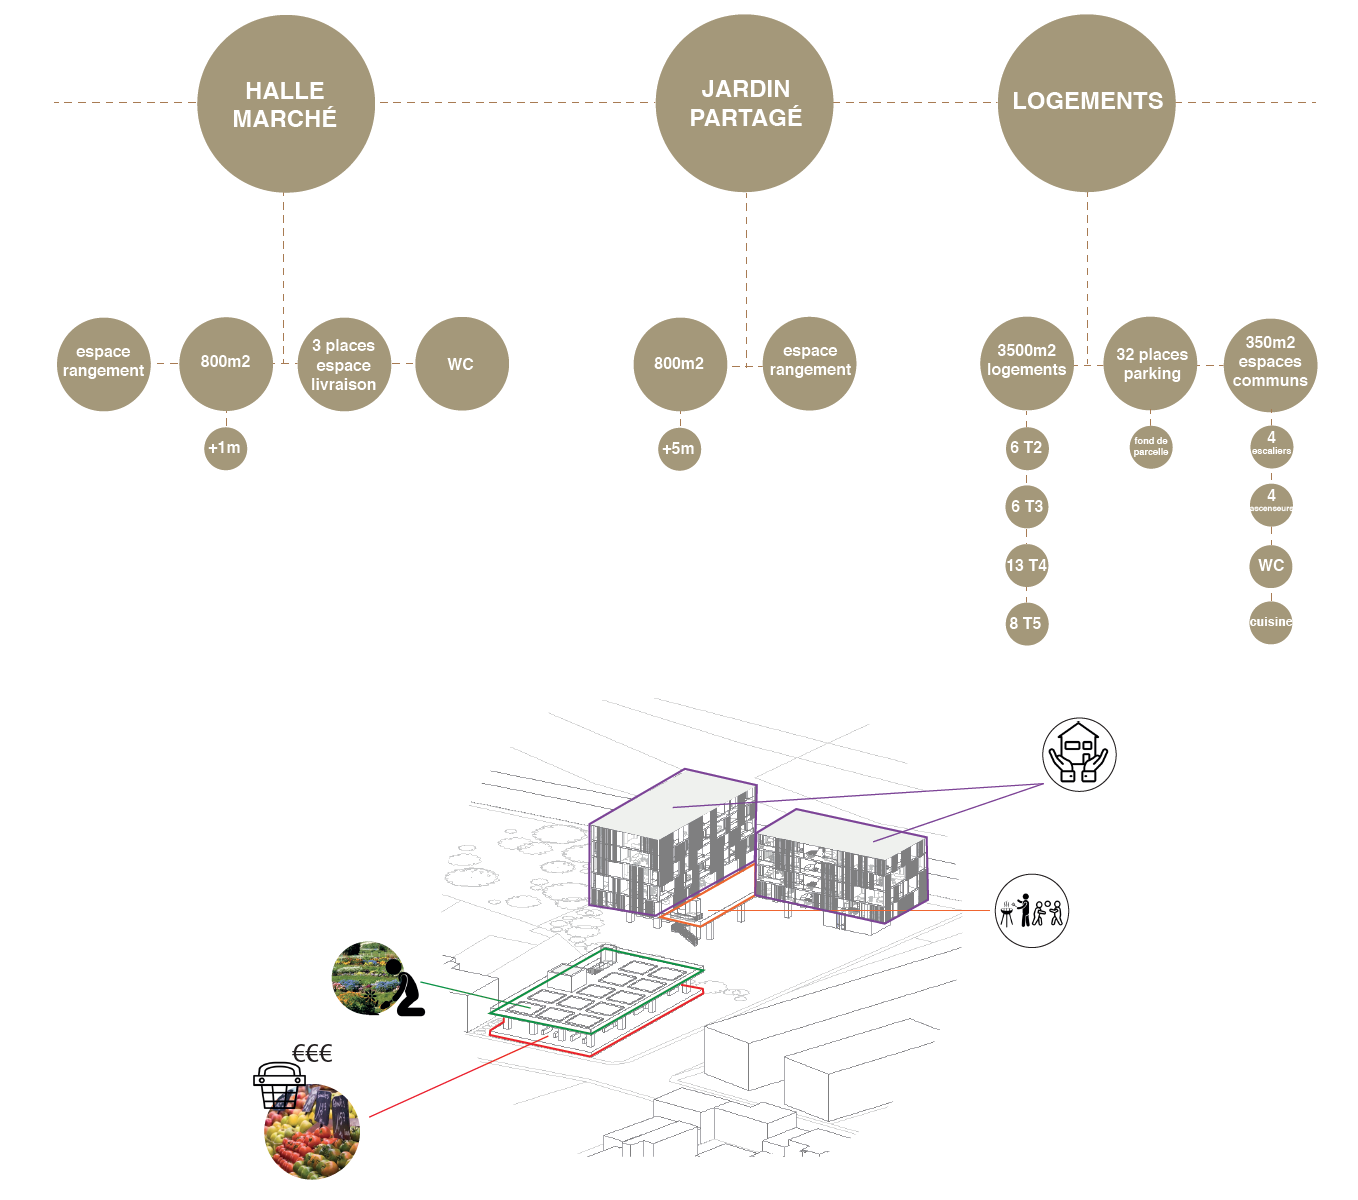 HALLE
MARCHÉ
JARDIN
PARTAGÉ
LOGEMENTS
espace
rangement
800m2
3 places
espace
livraison
WC
+1m
800m2
espace
rangement
+5m
3500m2
logements
32 places
parking
350m2
espaces
communs
6 T2
6 T3
13 T4
8 T5
fond de
parcelle
4
escaliers
4
ascenseurs
WC
cuisine
€€€